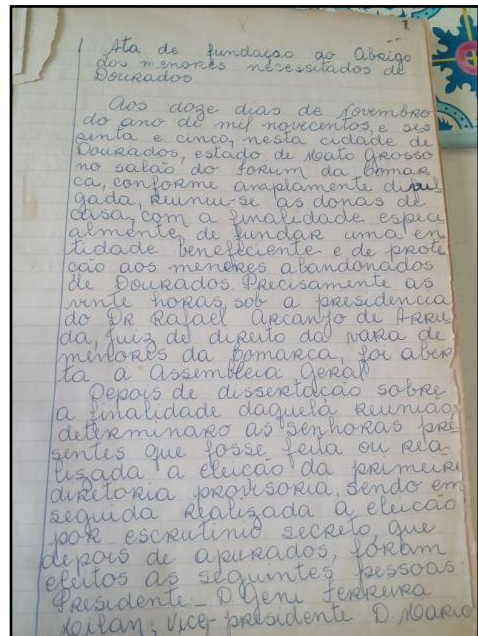 1
Ata de fundação do Abrigo
dos menores necessitados de
Dourados
Aos doze dias de Novembro
do ano de mil novecentos, e ses
senta e cinco, nesta cidade de
Dourados, estado de Mato Grosso
no salão do forum da comar
ca, conforme amplamente divul
gada, reuniu-se as donas de
casa, com a finalidade especi
almente, de fundar uma en
tidade beneficiente e de prote
ção aos menores abandonados
de Dourados. Precisamente as
vinte horas, sob a presidencia
do DR Rafael Arcanjo de Arru
da, juiz de direito da vara de
menores da comarca, foi aber
ta a Assembleia Geral
Depois de dissertação sobre
a finalidade daquela reunião,
determinaro as senhoras pre
sentes que fosse feita ou rea
lisada a eleição da primeira
diretoria provisoria, sendo em
seguida realizada a eleição
por escrutinio secreto, que
depois de apurados, foram
eleitos as seguintes pessoas
Presidente - D. Jeni Ferreira
Milan; Vice-presidente D. Maria